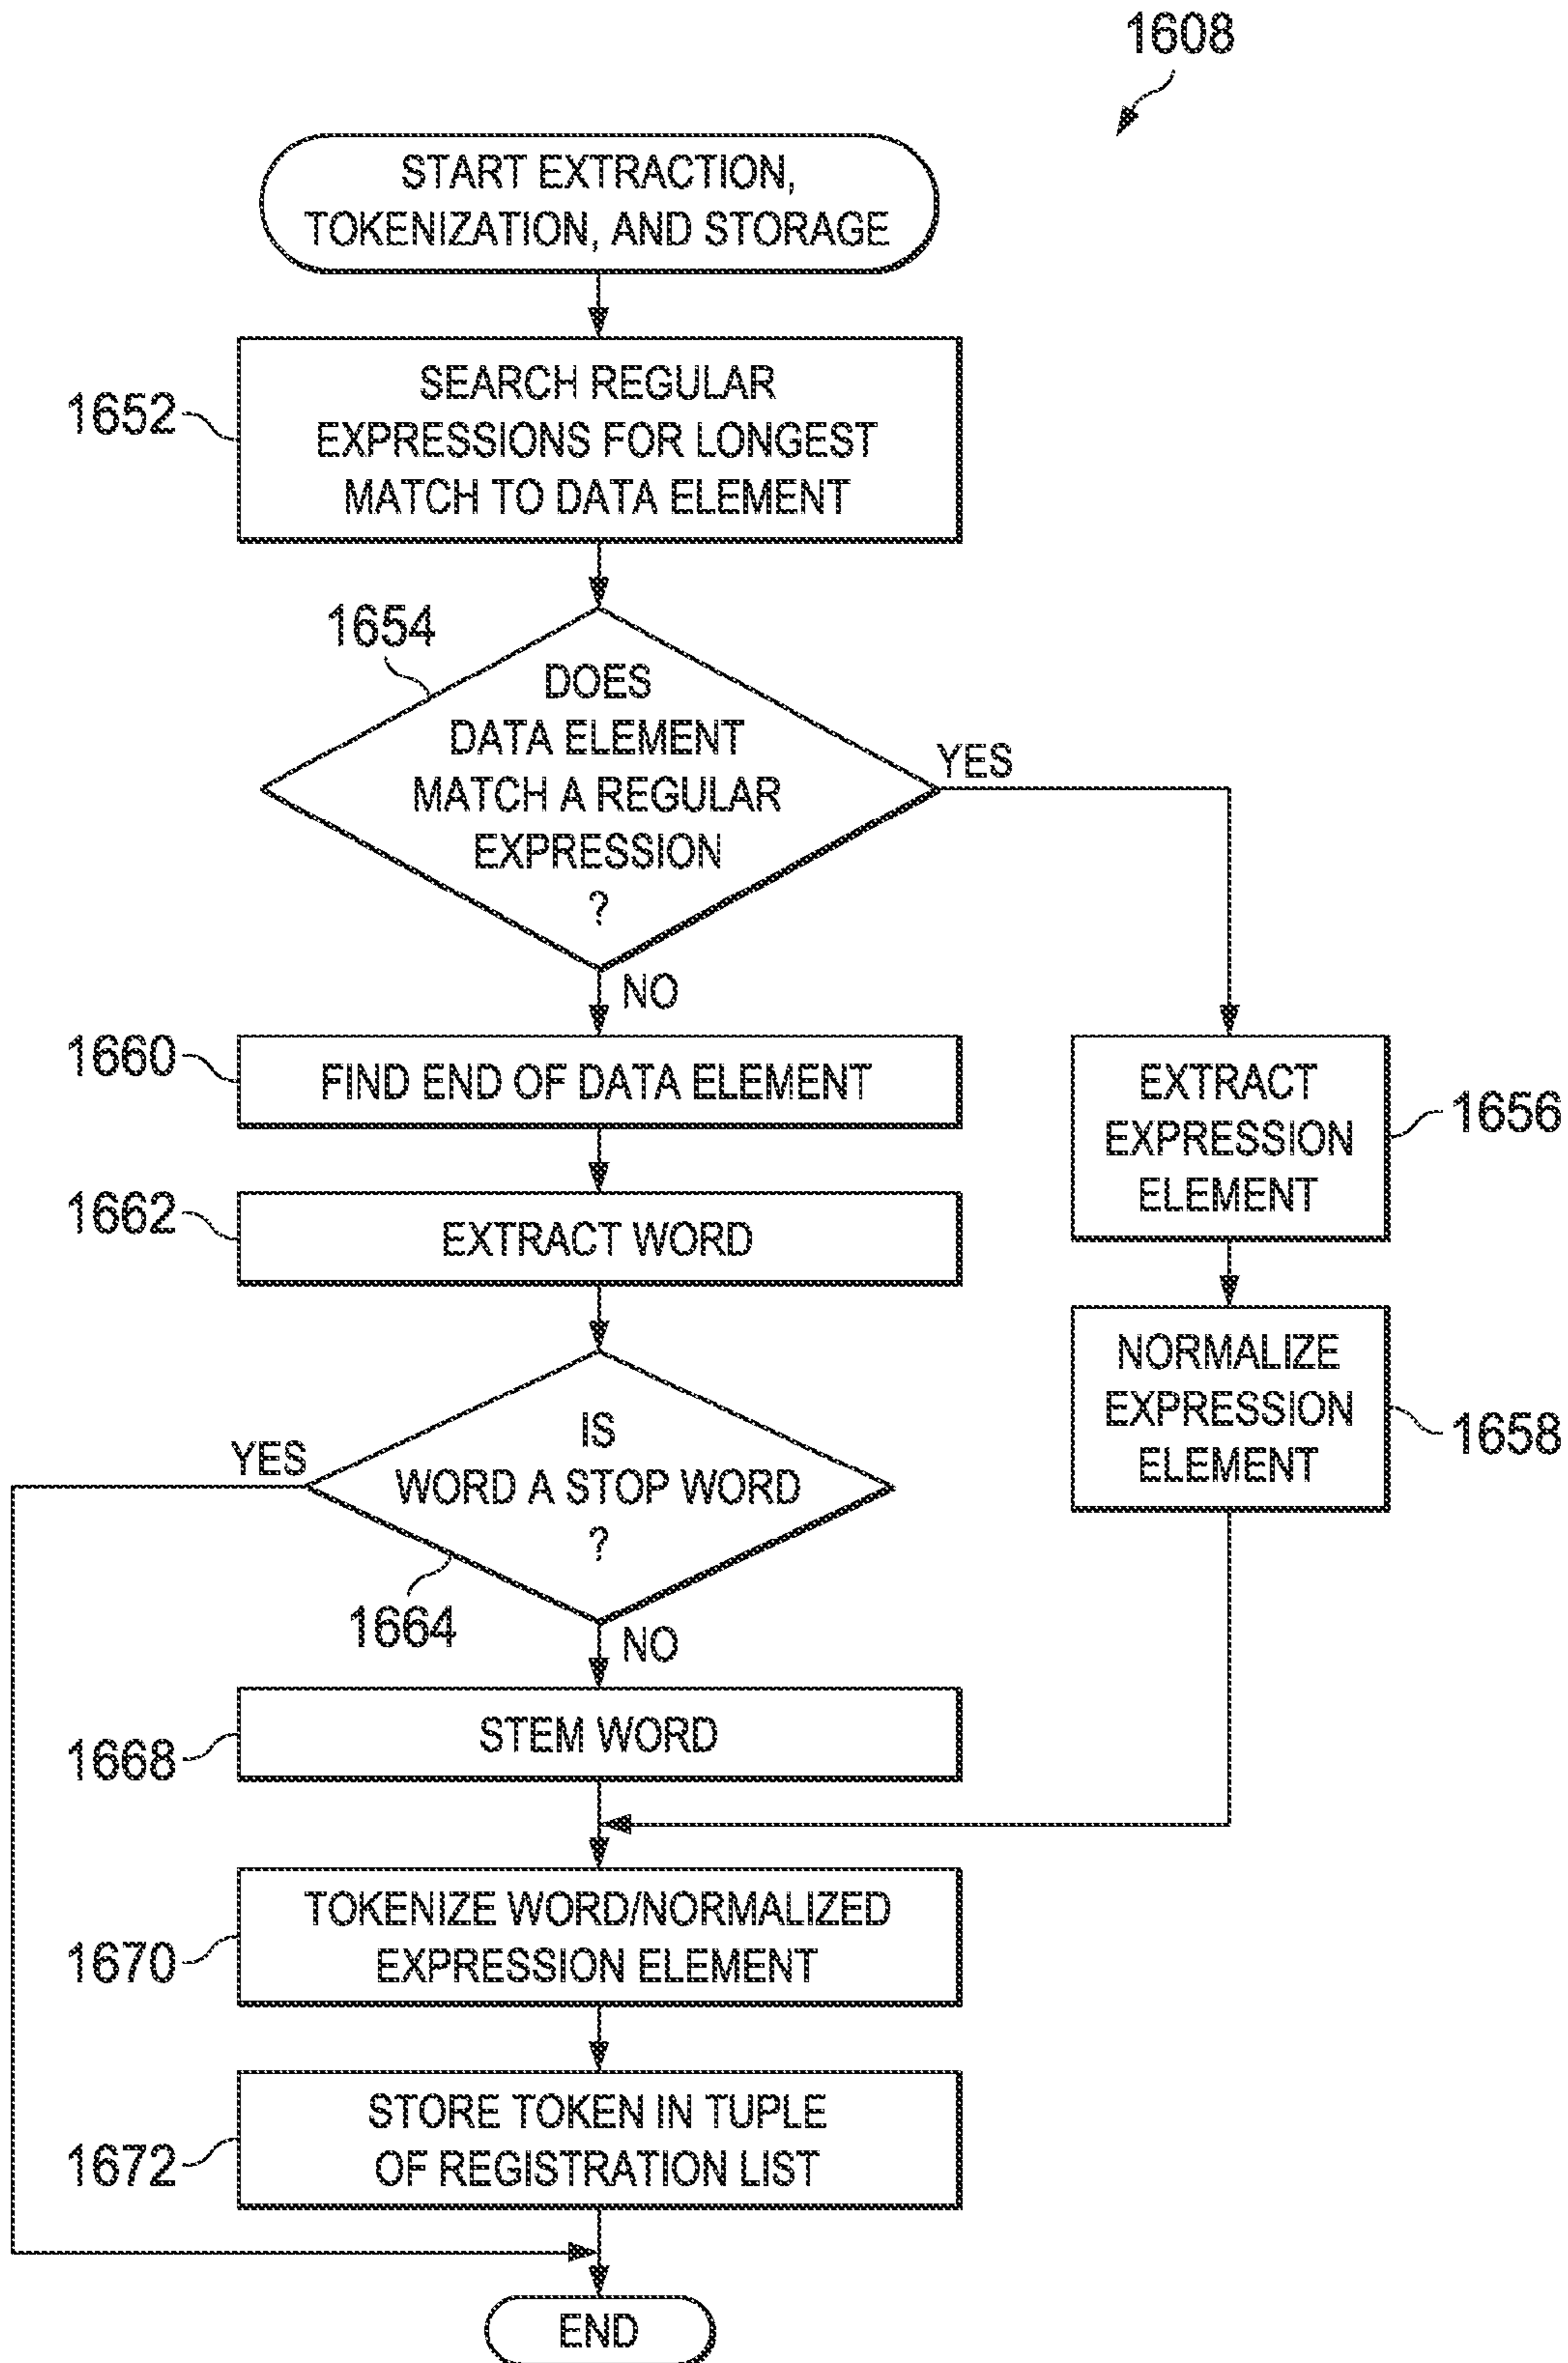 1608
START EXTRACTION,
TOKENIZATION, AND STORAGE
1652
SEARCH REGULAR
EXPRESSIONS FOR LONGEST
MATCH TO DATA ELEMENT
1654
DOES
DATA ELEMENT
MATCH A REGULAR
EXPRESSION
?
YES
NO
1660
FIND END OF DATA ELEMENT
EXTRACT
EXPRESSION
ELEMENT
1656
1662
EXTRACT WORD
NORMALIZE
EXPRESSION
ELEMENT
1658
YES
IS
WORD A STOP WORD
?
1664
NO
1668
STEM WORD
1670
TOKENIZE WORD/NORMALIZED
EXPRESSION ELEMENT
1672
STORE TOKEN IN TUPLE
OF REGISTRATION LIST
END